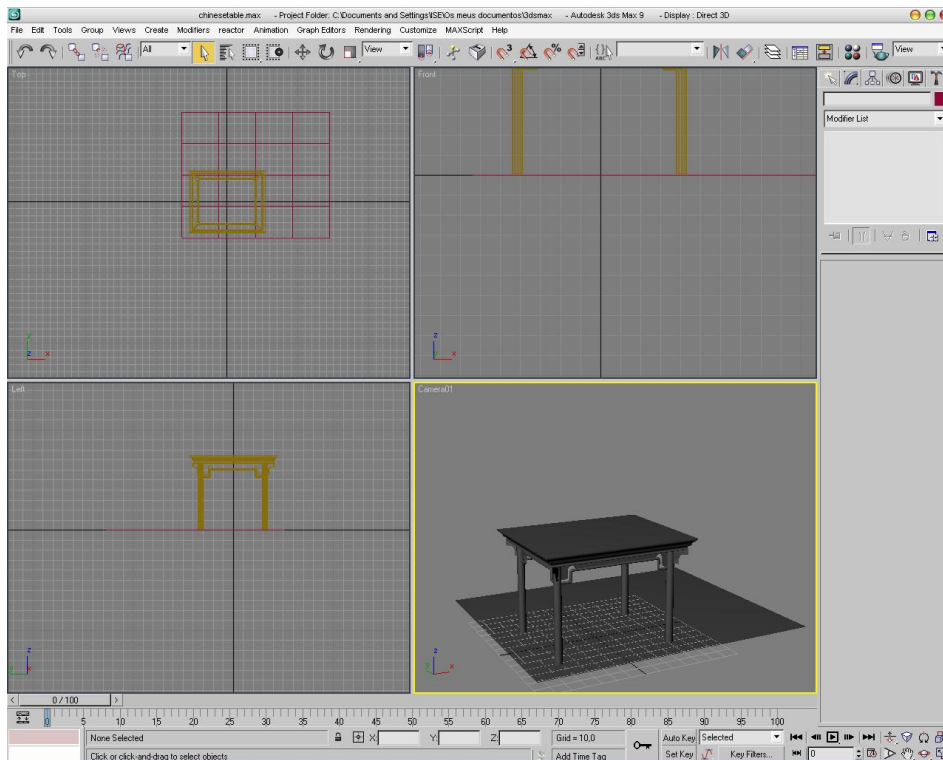 chinesetable.max - Project Folder: C:\Documents and Settings\ISE\Os meus documentos\3dsmax - Autodesk 3ds Max 9 - Display : Direct 3D
File Edit Tools Group Views Create Modifiers reactor Animation Graph Editors Rendering Customize MAXScript Help
All View 3 % ABC View
Top Front
Modifier List
y z x
z x
Left Camera01
z z
y x y x
< 0 / 100 >
0 5 10 15 20 25 30 35 40 45 50 55 60 65 70 75 80 85 90 95 100
None Selected X: Y: Z: Grid = 10,0 Auto Key Selected
Click or click-and-drag to select objects Add Time Tag Set Key Key Filters... 0